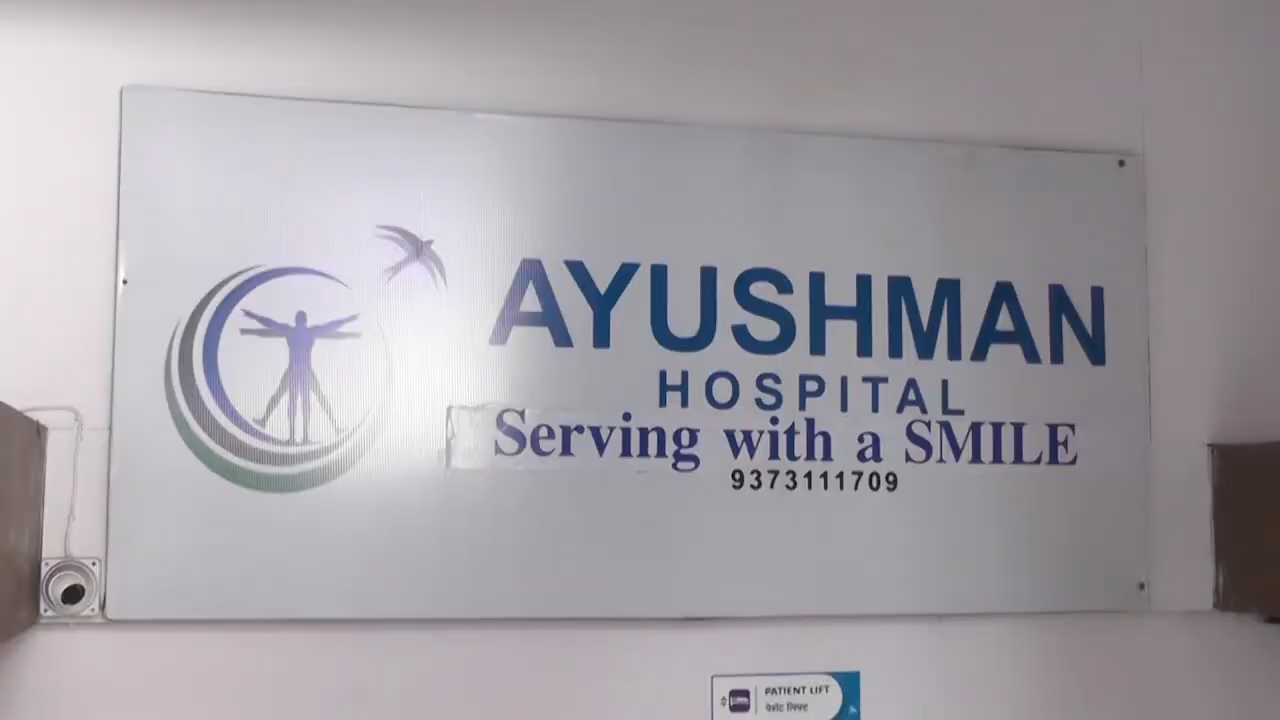 AYUSHMAN
HOSPITAL
Serving with a SMILE
9373111709
PATIENT LIFT
पेशंट लिफ्ट